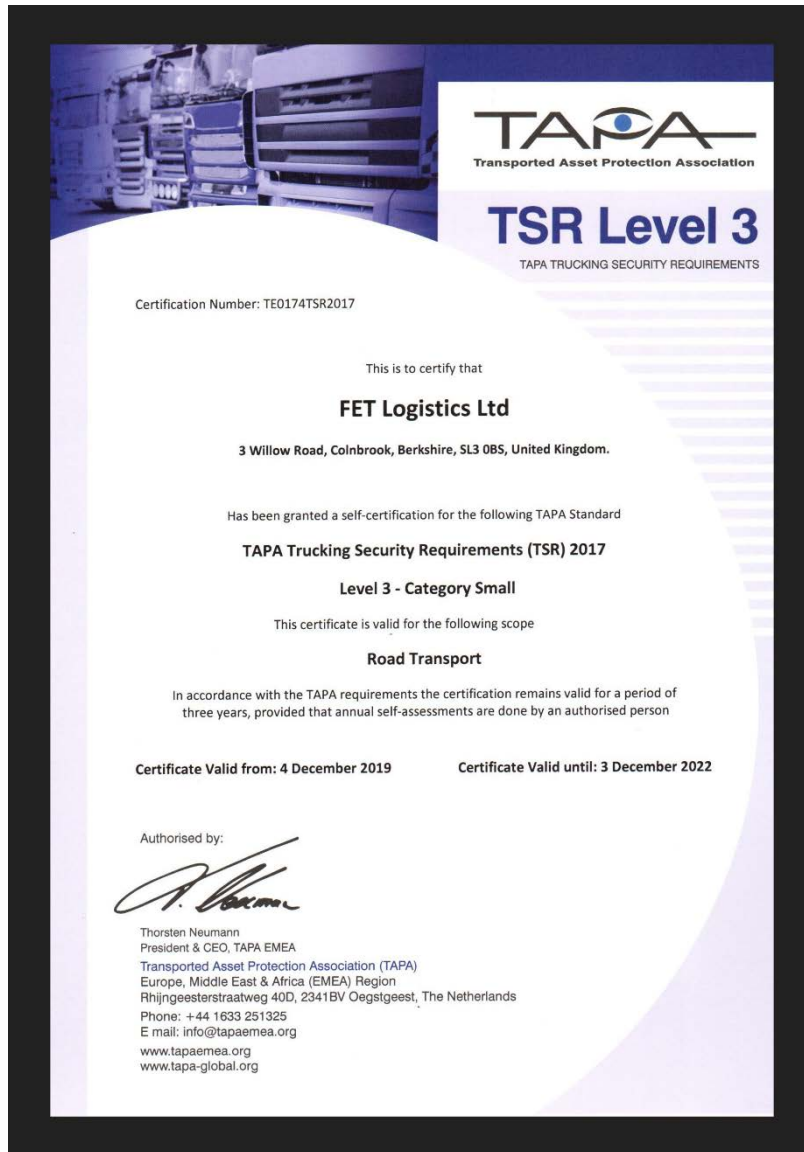 TAPA
Transported Asset Protection Association
TSR Level 3
TAPA TRUCKING SECURITY REQUIREMENTS
Certification Number: TE0174TSR2017
This is to certify that
FET Logistics Ltd
3 Willow Road, Colnbrook, Berkshire, SL3 0BS, United Kingdom.
Has been granted a self-certification for the following TAPA Standard
TAPA Trucking Security Requirements (TSR) 2017
Level 3 - Category Small
This certificate is valid for the following scope
Road Transport
In accordance with the TAPA requirements the certification remains valid for a period of
three years, provided that annual self-assessments are done by an authorised person
Certificate Valid from: 4 December 2019 Certificate Valid until: 3 December 2022
Authorised by:
Thorsten Neumann
President & CEO, TAPA EMEA
Transported Asset Protection Association (TAPA)
Europe, Middle East & Africa (EMEA) Region
Rhijngeesterstraatweg 40D, 2341BV Oegstgeest, The Netherlands
Phone: +44 1633 251325
E mail: info@tapaemea.org
www.tapaemea.org
www.tapa-global.org